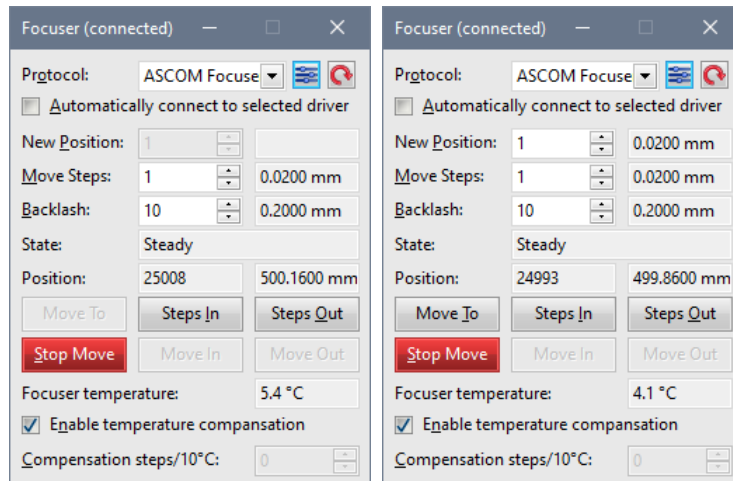 Focuser (connected)
Protocol: ASCOM Focuse
Automatically connect to selected driver
New Position: 1
Move Steps: 1 0.0200 mm
Backlash: 10 0.2000 mm
State: Steady
Position: 25008 500.1600 mm
Move To Steps In Steps Out
Stop Move Move In Move Out
Focuser temperature: 5.4 °C
Enable temperature compansation
Compensation steps/10°C: 0
Focuser (connected)
Protocol: ASCOM Focuse
Automatically connect to selected driver
New Position: 1 0.0200 mm
Move Steps: 1 0.0200 mm
Backlash: 10 0.2000 mm
State: Steady
Position: 24993 499.8600 mm
Move To Steps In Steps Out
Stop Move Move In Move Out
Focuser temperature: 4.1 °C
Enable temperature compansation
Compensation steps/10°C: 0